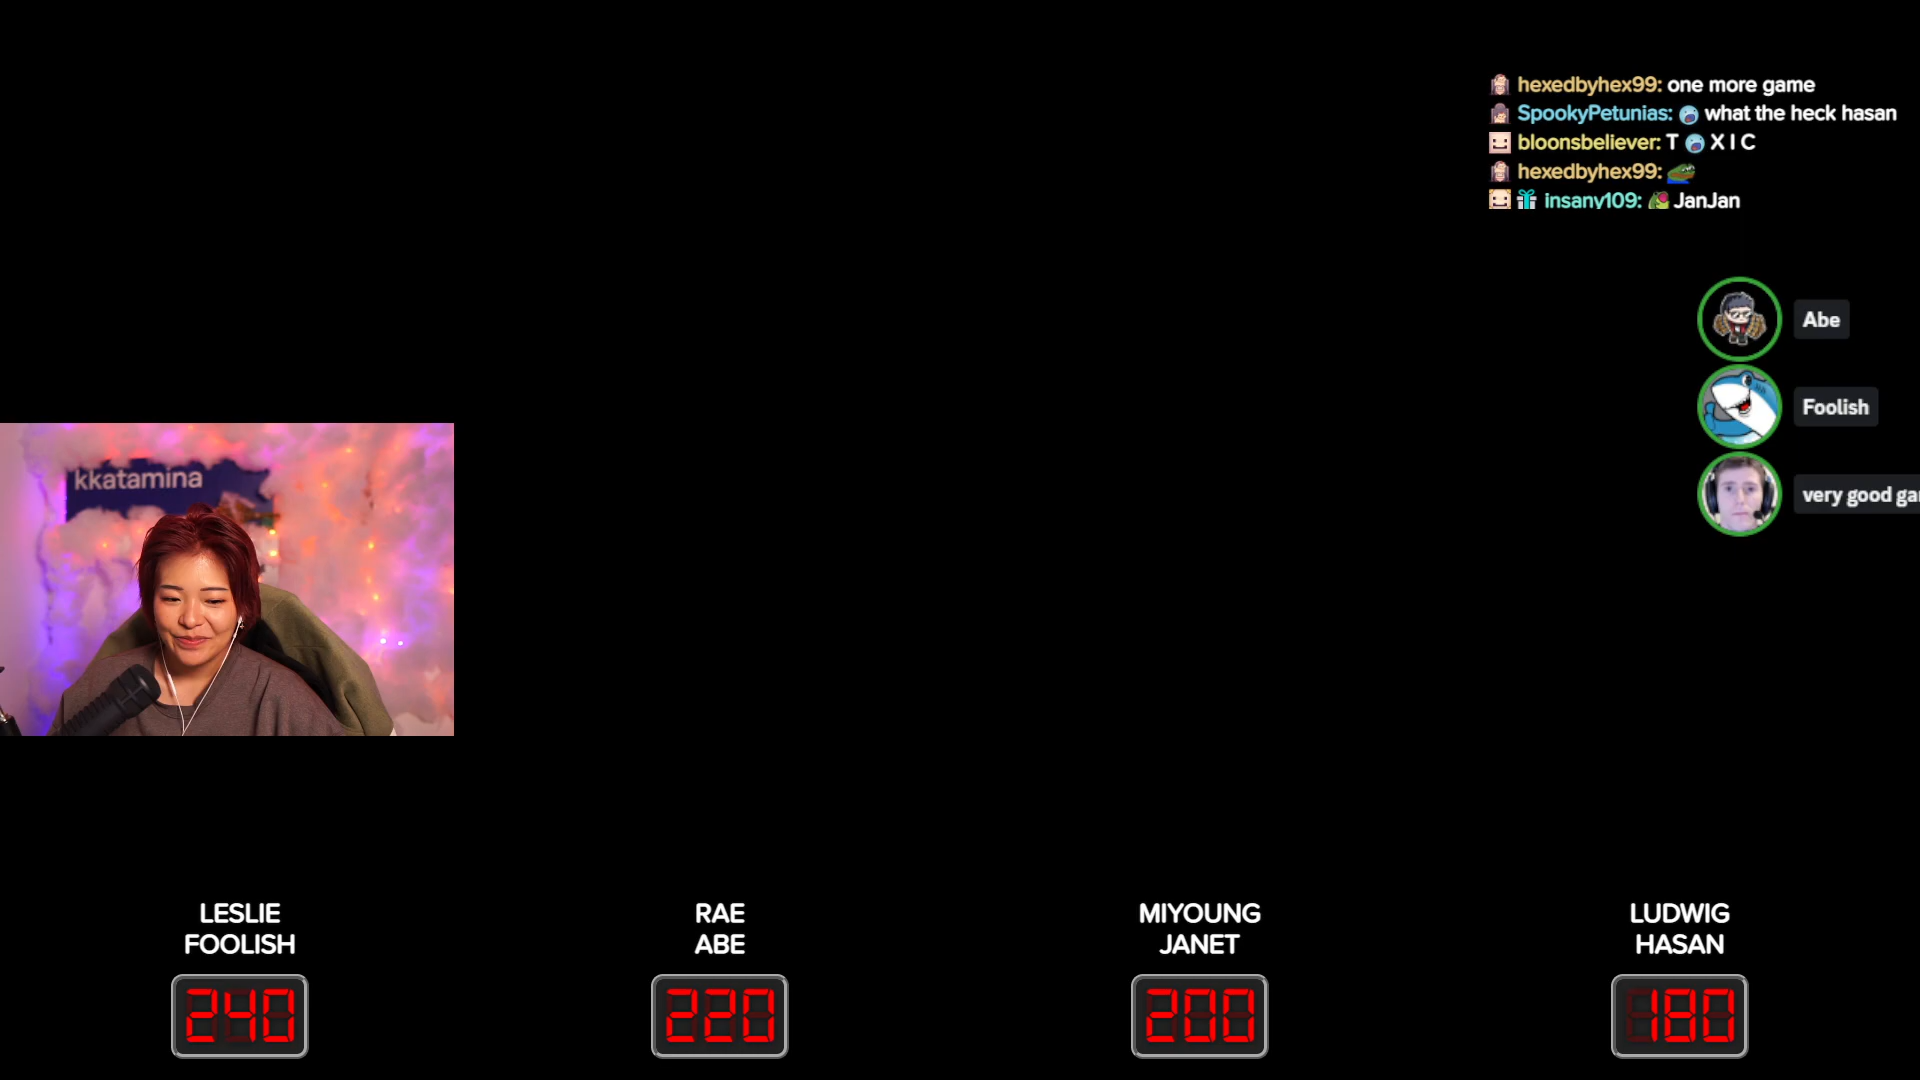 hexedbyhex99: one more game
SpookyPetunias: what the heck hasan
bloonsbeliever: T X I C
hexedbyhex99:
insany109: JanJan
Abe
Foolish
very good
kkatamina
LESLIE
FOOLISH
240
RAE
ABE
220
MIYOUNG
JANET
200
LUDWIG
HASAN
180